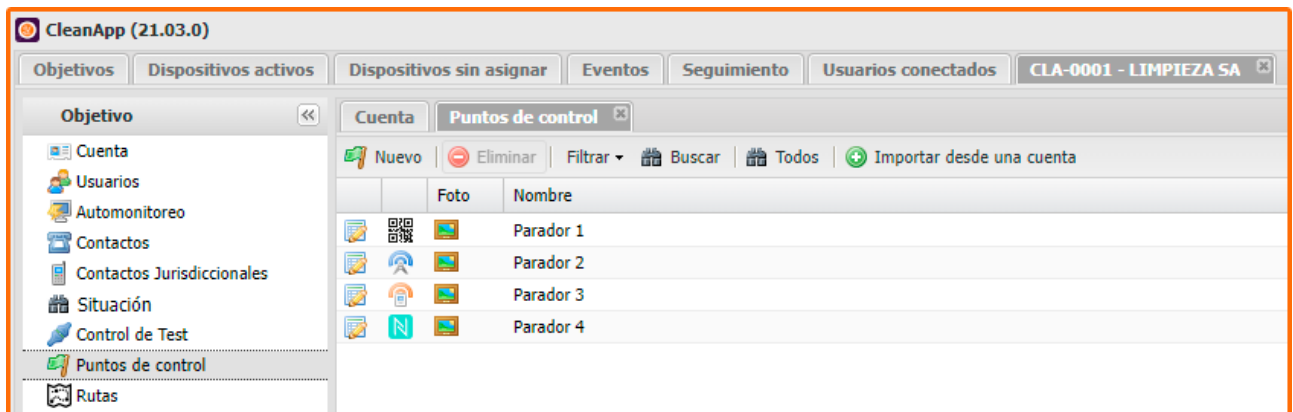 CleanApp (21.03.0)
Objetivos Dispositivos activos Dispositivos sin asignar Eventos Seguimiento Usuarios conectados CLA-0001 - LIMPIEZA SA
Objetivo
Cuenta
Usuarios
Automonitoreo
Contactos
Contactos Jurisdiccionales
Situación
Control de Test
Puntos de control
Rutas
Cuenta Puntos de control
Nuevo Eliminar Filtrar Buscar Todos Importar desde una cuenta
Foto Nombre
Parador 1
Parador 2
Parador 3
Parador 4